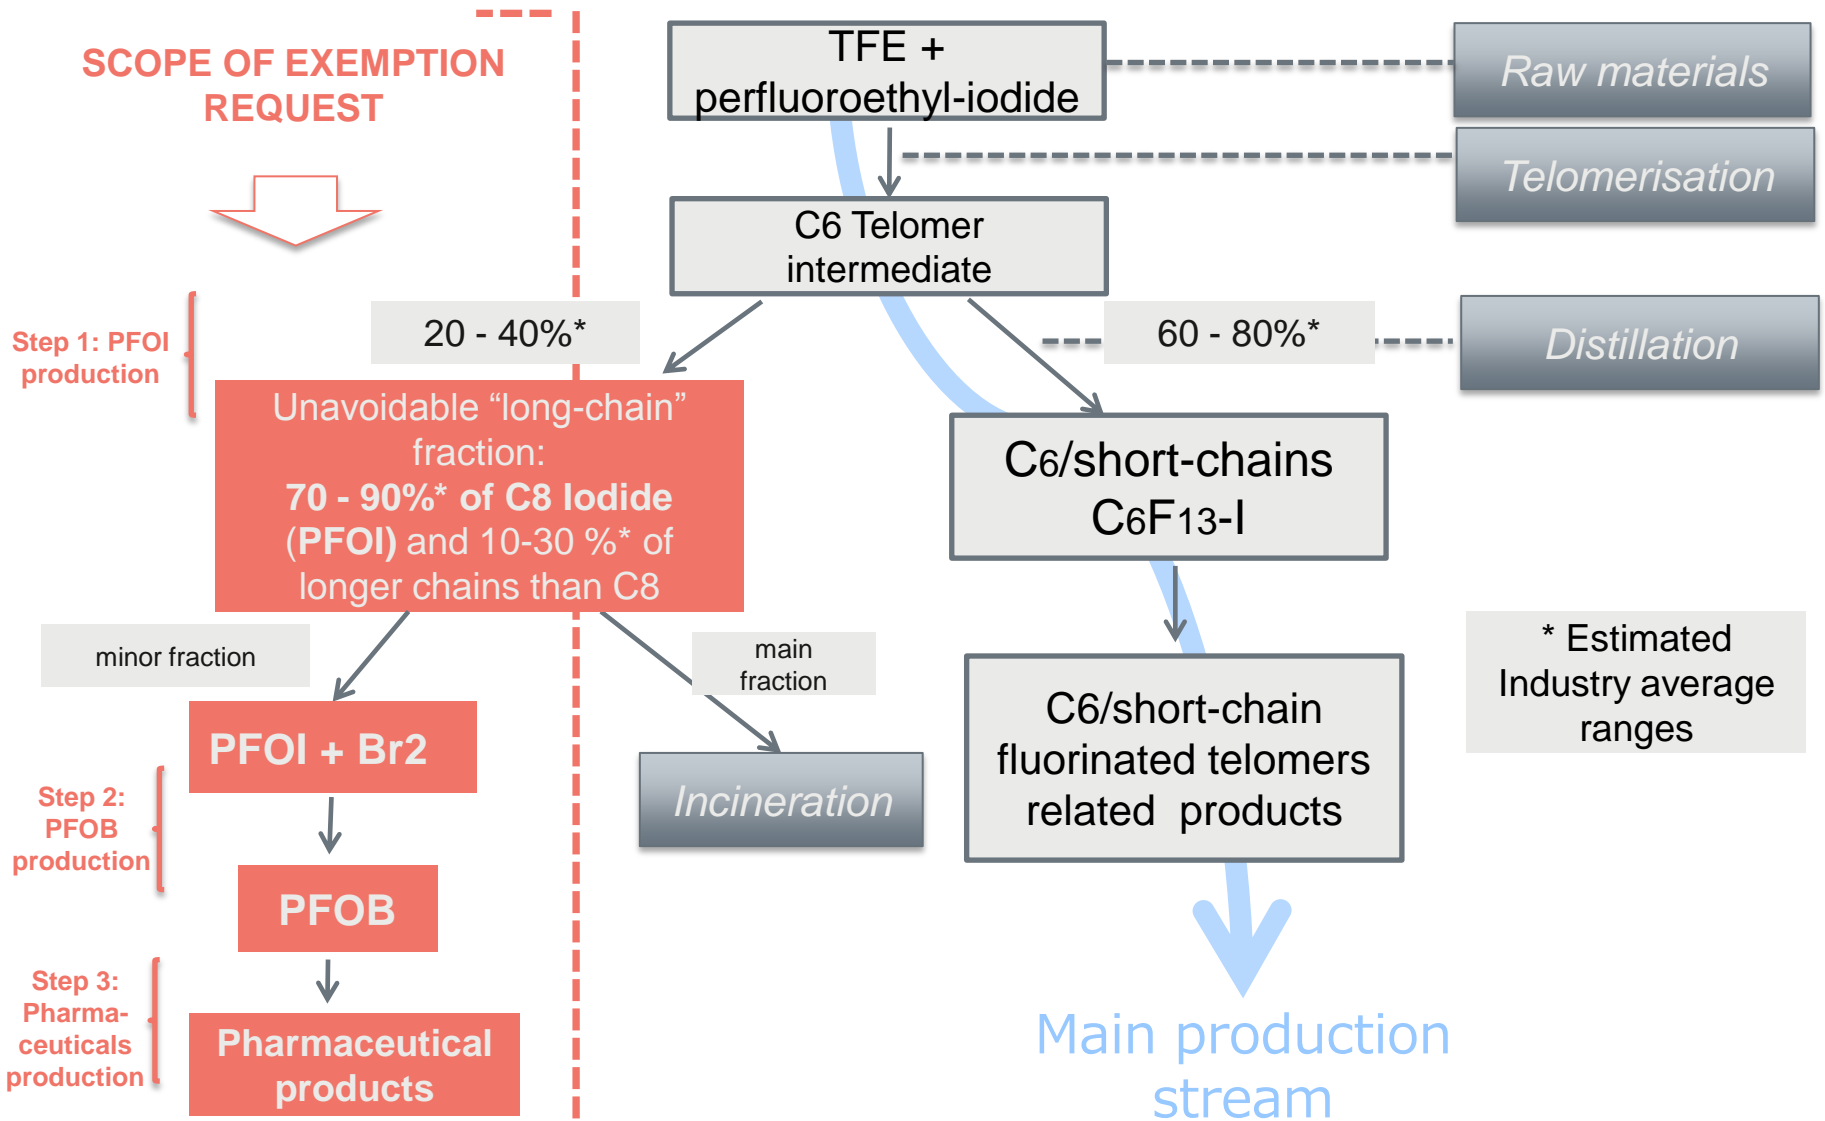 SCOPE OF EXEMPTION
REQUEST
TFE +
perfluoroethyl-iodide
Raw materials
Telomerisation
C6 Telomer
intermediate
Step 1: PFOI
production
20 - 40%*
60 - 80%*
Distillation
Unavoidable “long-chain”
fraction:
70 - 90%* of C8 Iodide
(PFOI) and 10-30 %* of
longer chains than C8
C6/short-chains
C6F13-I
minor fraction
main
fraction
* Estimated
Industry average
ranges
PFOI + Br2
Incineration
C6/short-chain
fluorinated telomers
related products
Step 2:
PFOB
production
PFOB
Step 3:
Pharma-
ceuticals
production
Pharmaceutical
products
Main production
stream